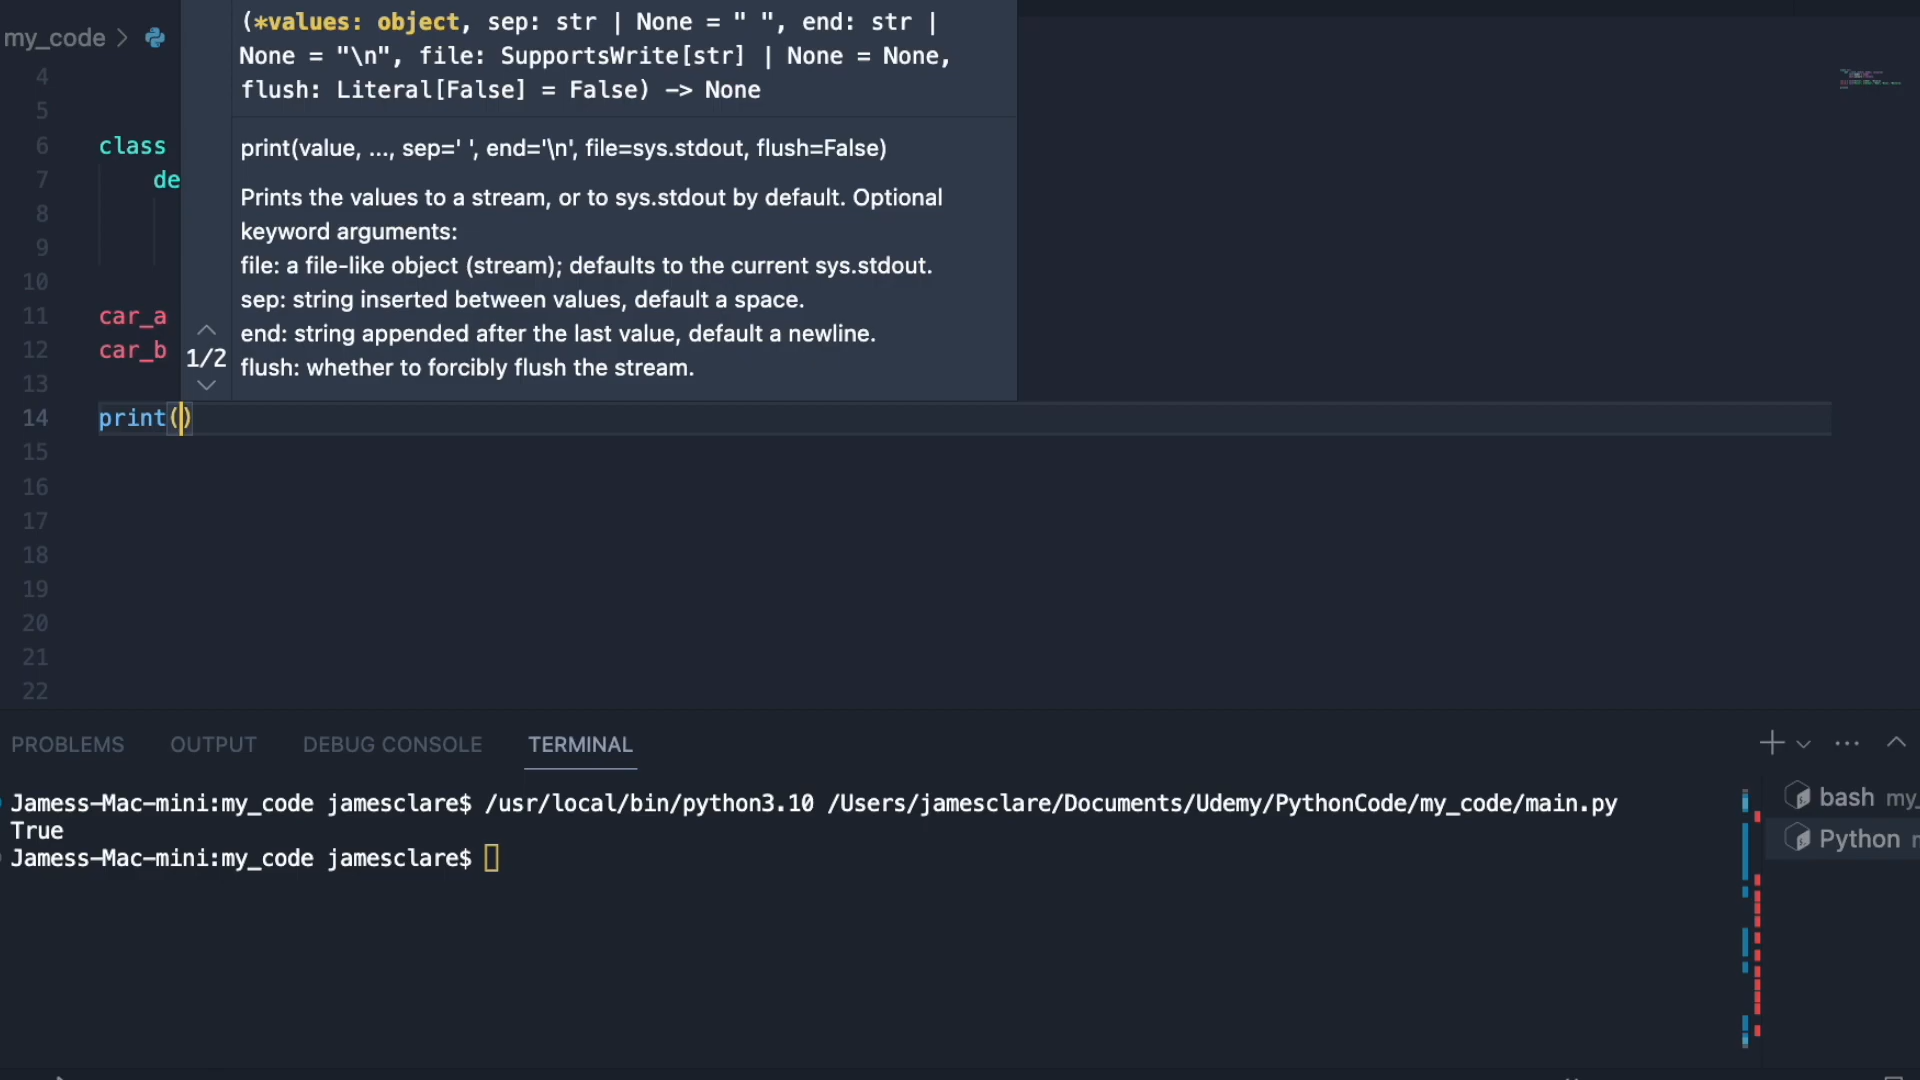 (*values: object, sep: str | None = " ", end: str |
None = "\n", file: SupportsWrite[str] | None = None,
flush: Literal[False] = False) -> None
my_code >
print(value, ..., sep=' ', end='\n', file=sys.stdout, flush=False)
Prints the values to a stream, or to sys.stdout by default. Optional
keyword arguments:
file: a file-like object (stream); defaults to the current sys.stdout.
sep: string inserted between values, default a space.
end: string appended after the last value, default a newline.
flush: whether to forcibly flush the stream.
1/2
4
5
6 class
7 de
8
9
10
11 car_a
12 car_b
13
14 print()
15
16
17
18
19
20
21
22
PROBLEMS OUTPUT DEBUG CONSOLE TERMINAL
Jamess-Mac-mini:my_code jamesclare$ /usr/local/bin/python3.10 /Users/jamesclare/Documents/Udemy/PythonCode/my_code/main.py
True
Jamess-Mac-mini:my_code jamesclare$
bash my_
Python